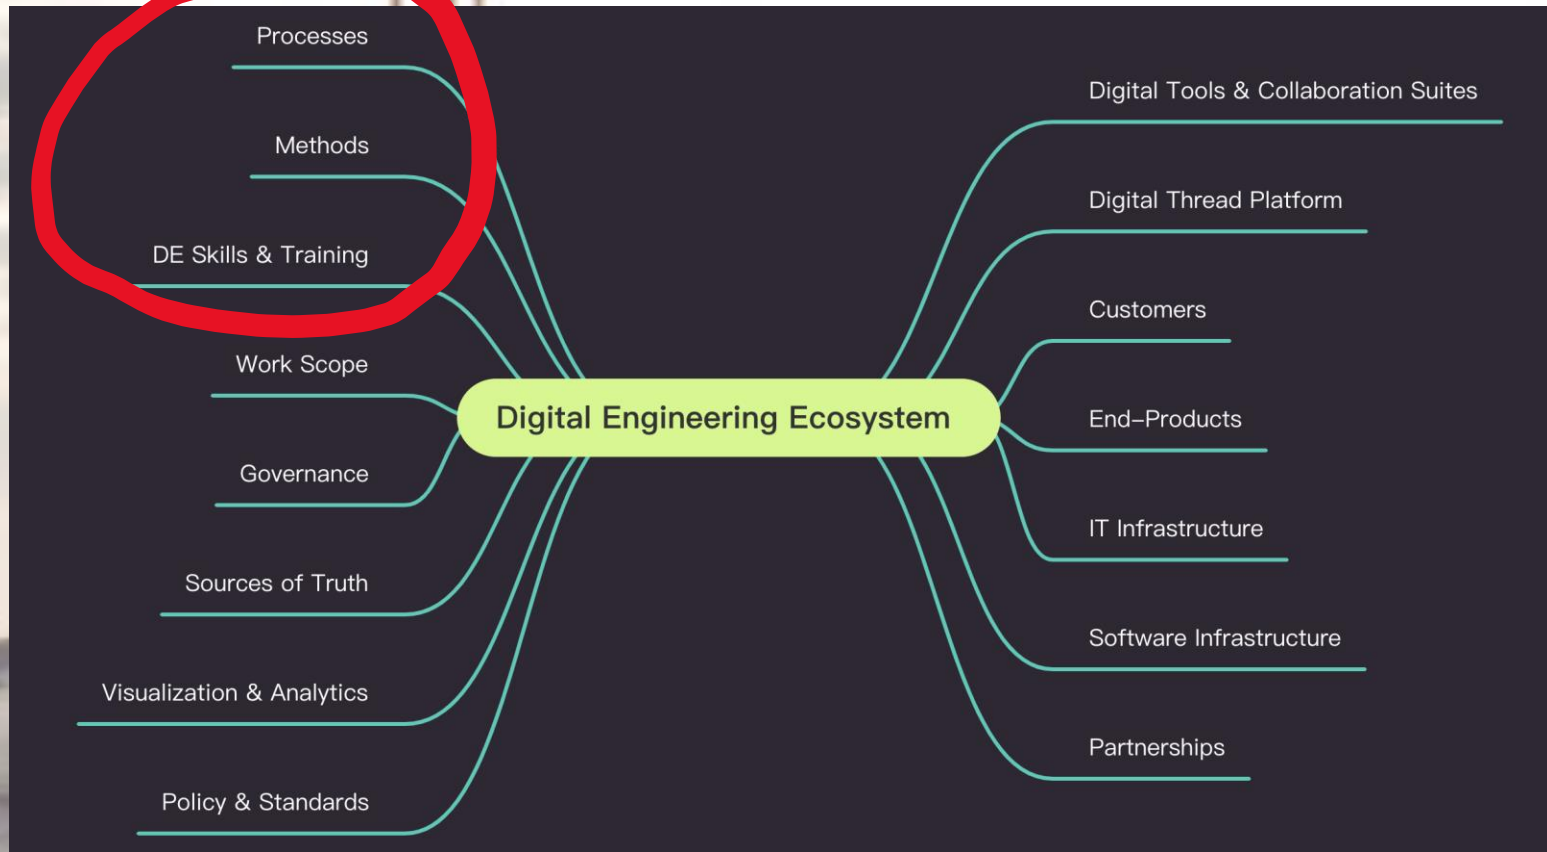 Processes
Methods
DE Skills & Training
Work Scope
Governance
Sources of Truth
Visualization & Analytics
Policy & Standards
Digital Engineering Ecosystem
Digital Tools & Collaboration Suites
Digital Thread Platform
Customers
End-Products
IT Infrastructure
Software Infrastructure
Partnerships